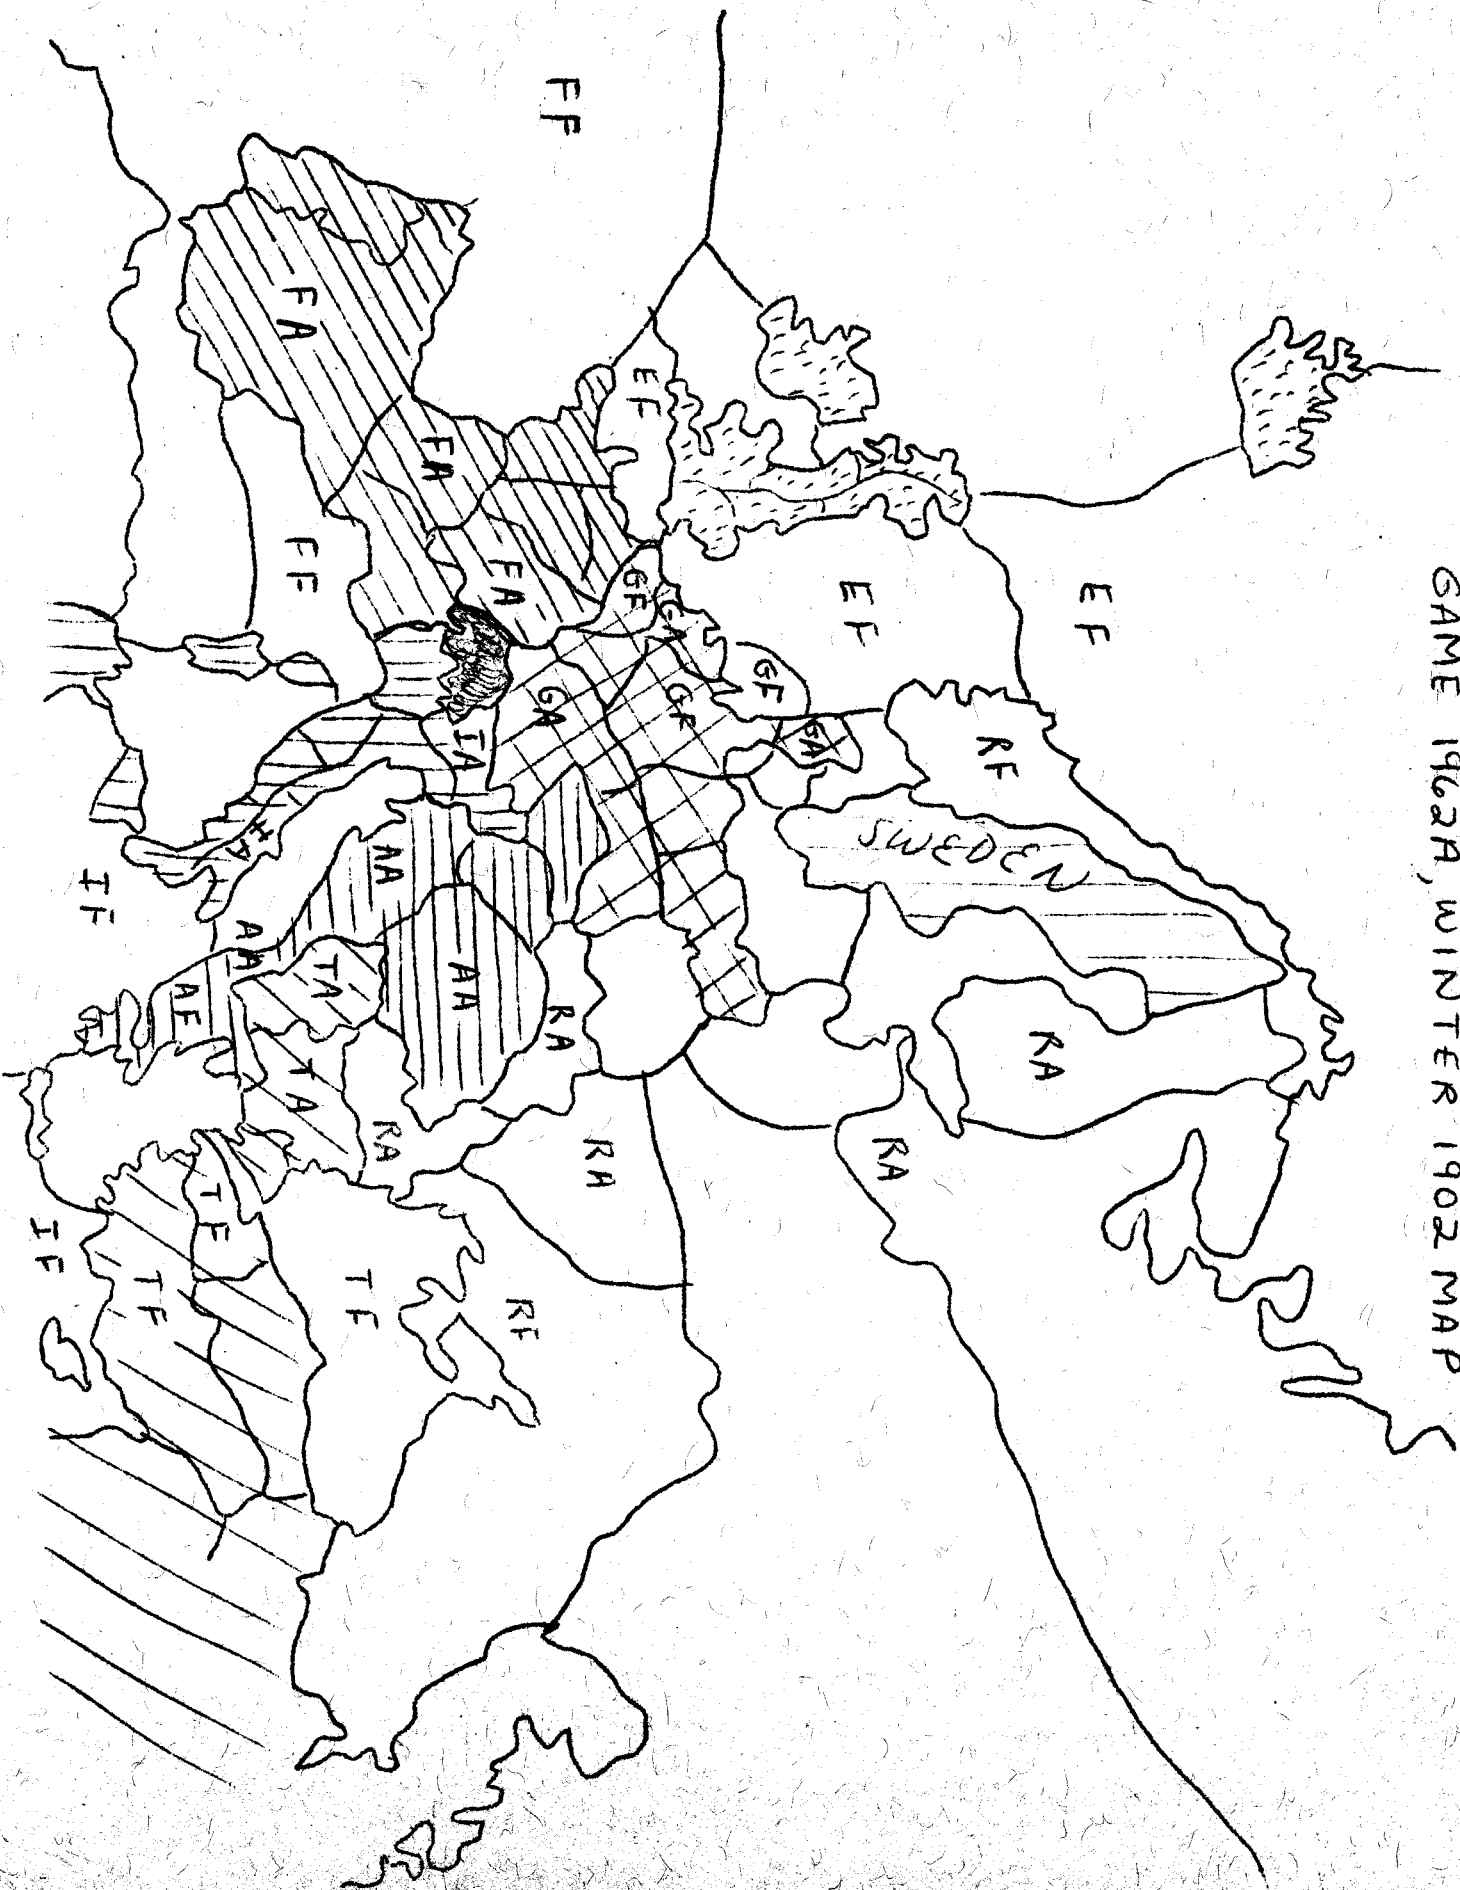 GAME 1962A, WINTER 1902 MAP
EF
RA
RF
SWEDEN
RA
EF
GA
GF
GF
GA
EF
GF
RA
FF
RA
GA
RF
FA
IA
AA
FA
AA
RA
TF
TA
FF
FA
TA
AA
TF
AF
TF
IF
IF